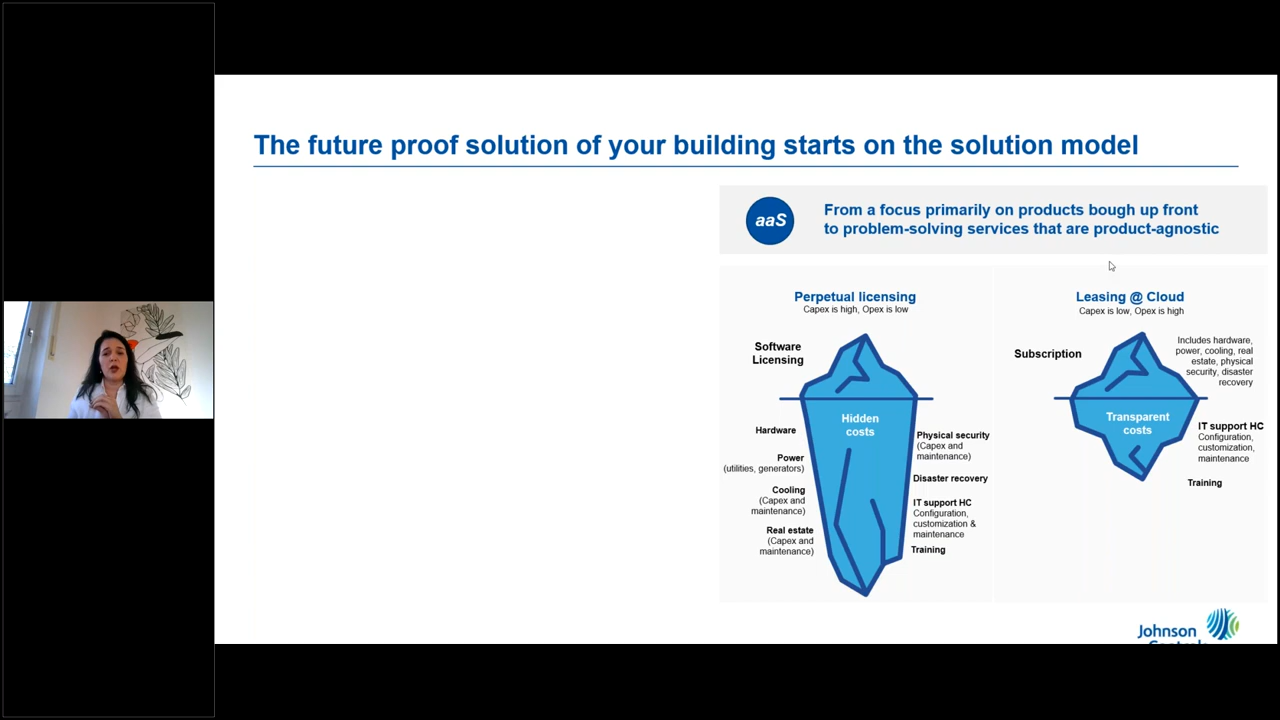 The future proof solution of your building starts on the solution model
aaS
From a focus primarily on products bough up front
to problem-solving services that are product-agnostic
Perpetual licensing
Capex is high, Opex is low
Software
Licensing
Hidden
costs
Hardware
Power
(utilities, generators)
Cooling
(Capex and
maintenance)
Real estate
(Capex and
maintenance)
Physical security
(Capex and
maintenance)
Disaster recovery
IT support HC
Configuration,
customization &
maintenance
Training
Leasing @ Cloud
Capex is low, Opex is high
Subscription
Includes hardware,
power, cooling, real
estate, physical
security, disaster
recovery
Transparent
costs
IT support HC
Configuration,
customization,
maintenance
Training
Johnson